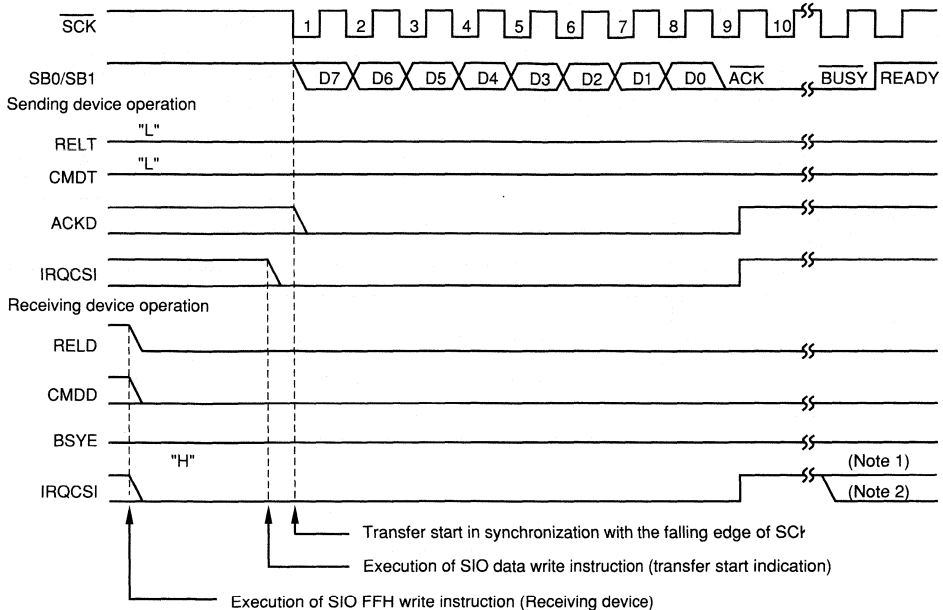 SCK 1 2 3 4 5 6 7 8 9 10
SB0/SB1 D7 D6 D5 D4 D3 D2 D1 D0 ACK BUSY READY
Sending device operation
"L"
RELT
"L"
CMDT
ACKD
IRQCSI
Receiving device operation
RELD
CMDD
BSYE
"H" (Note 1)
IRQCSI (Note 2)
Transfer start in synchronization with the falling edge of SCK
Execution of SIO data write instruction (transfer start indication)
Execution of SIO FFH write instruction (Receiving device)